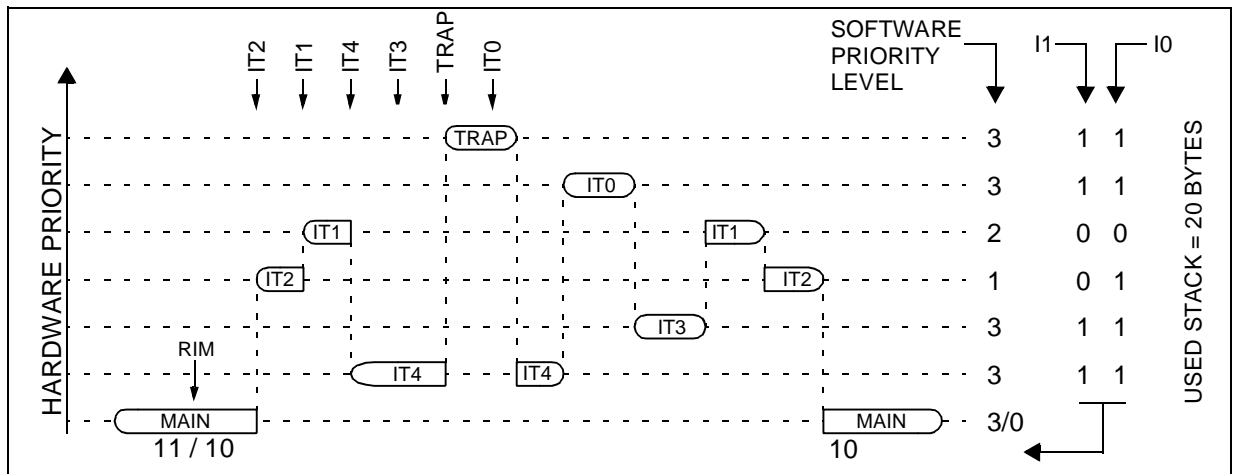 IT2
IT1
IT4
IT3
TRAP
IT0
SOFTWARE
PRIORITY
LEVEL
I1
I0
HARDWARE PRIORITY
TRAP
3
1 1
IT0
3
1 1
IT1
IT1
2
0 0
IT2
IT2
1
0 1
IT3
3
1 1
RIM
IT4
IT4
3
1 1
MAIN
MAIN
3/0
11 / 10
10
USED STACK = 20 BYTES